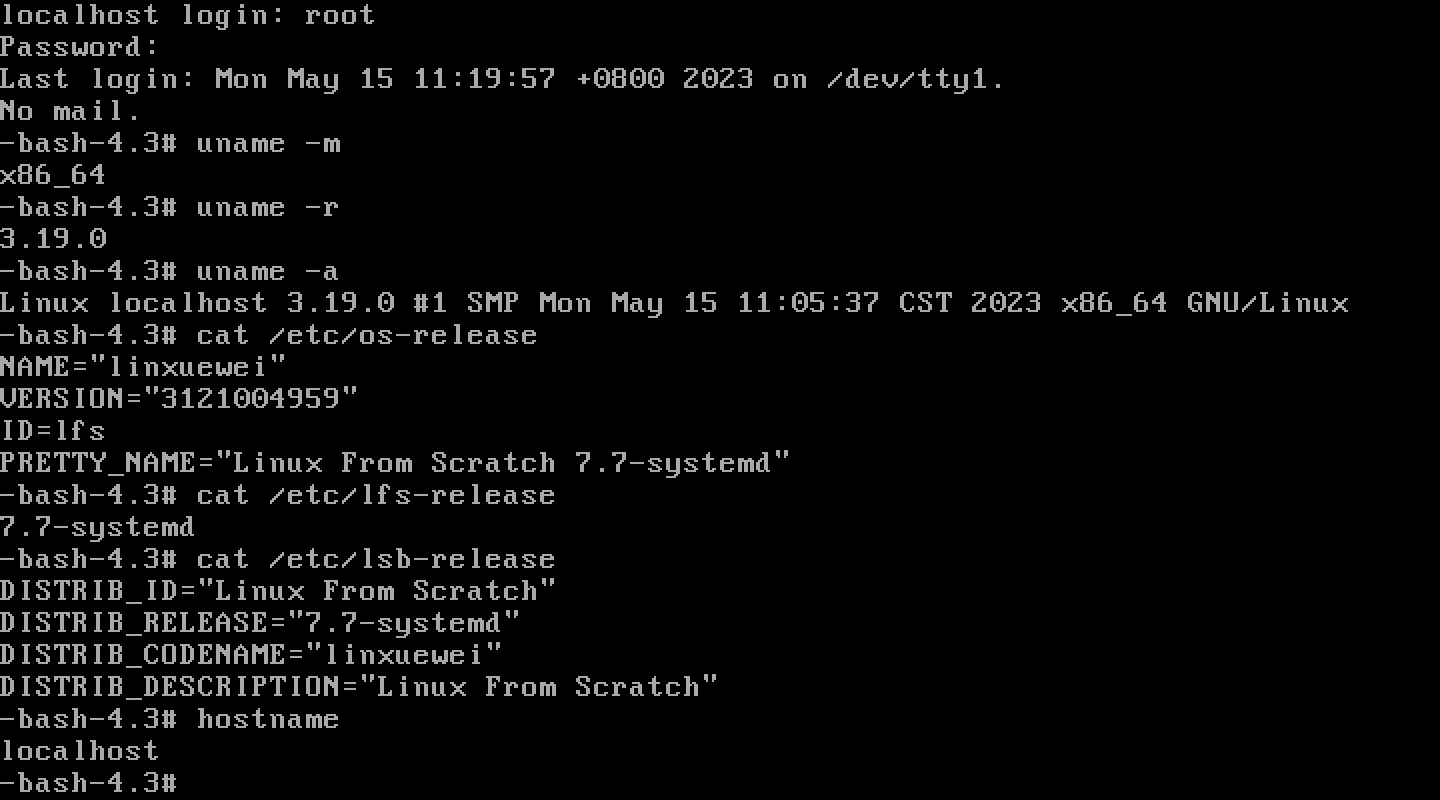 localhost login: root
Password:
Last login: Mon May 15 11:19:57 +0800 2023 on /dev/tty1.
No mail.
-bash-4.3# uname -m
x86_64
-bash-4.3# uname -r
3.19.0
-bash-4.3# uname -a
Linux localhost 3.19.0 #1 SMP Mon May 15 11:05:37 CST 2023 x86_64 GNU/Linux
-bash-4.3# cat /etc/os-release
NAME="linxuewei"
VERSION="3121004959"
ID=lfs
PRETTY_NAME="Linux From Scratch 7.7-systemd"
-bash-4.3# cat /etc/lfs-release
7.7-systemd
-bash-4.3# cat /etc/lsb-release
DISTRIB_ID="Linux From Scratch"
DISTRIB_RELEASE="7.7-systemd"
DISTRIB_CODENAME="linxuewei"
DISTRIB_DESCRIPTION="Linux From Scratch"
-bash-4.3# hostname
localhost
-bash-4.3#